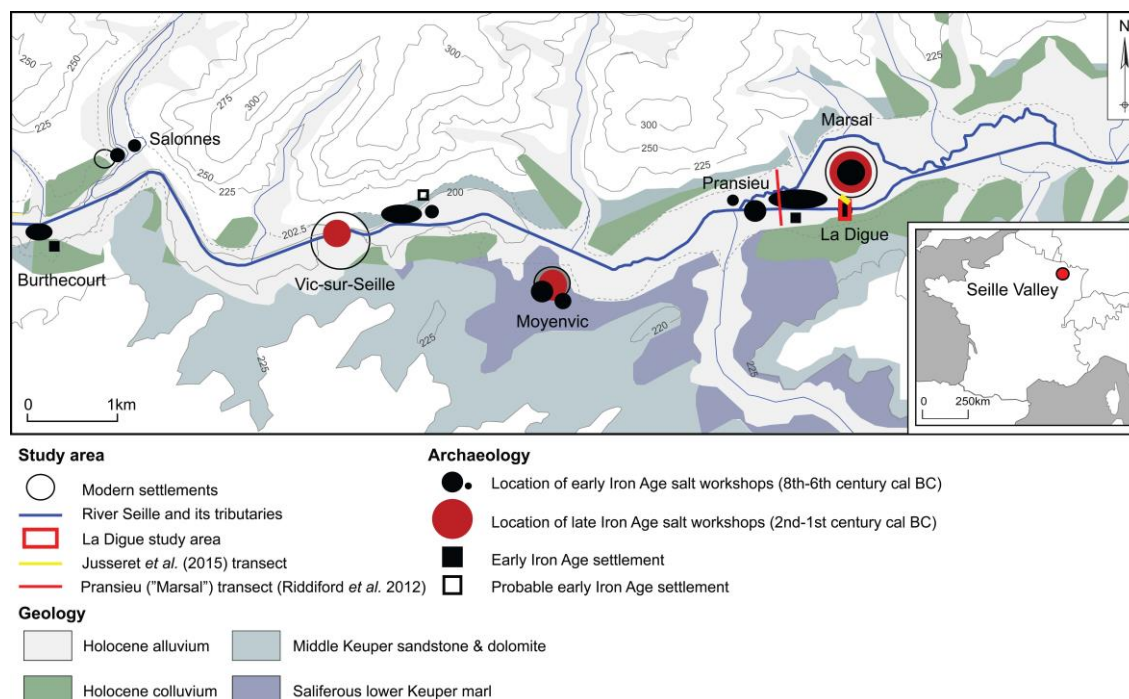 N
250
250
225
275
300
300
250
225
300
250
225
225
Salonnes
Marsal
Pransieu
200
202.5
La Digue
Burthecourt
Vic-sur-Seille
Moyenvic
220
225
225
225
Seille Valley
0 1km
0 250km
Study area
Modern settlements
River Seille and its tributaries
La Digue study area
Jusseret et al. (2015) transect
Pransieu ("Marsal") transect (Riddiford et al. 2012)
Archaeology
Location of early Iron Age salt workshops (8th-6th century cal BC)
Location of late Iron Age salt workshops (2nd-1st century cal BC)
Early Iron Age settlement
Probable early Iron Age settlement
Geology
Holocene alluvium
Middle Keuper sandstone & dolomite
Holocene colluvium
Saliferous lower Keuper marl